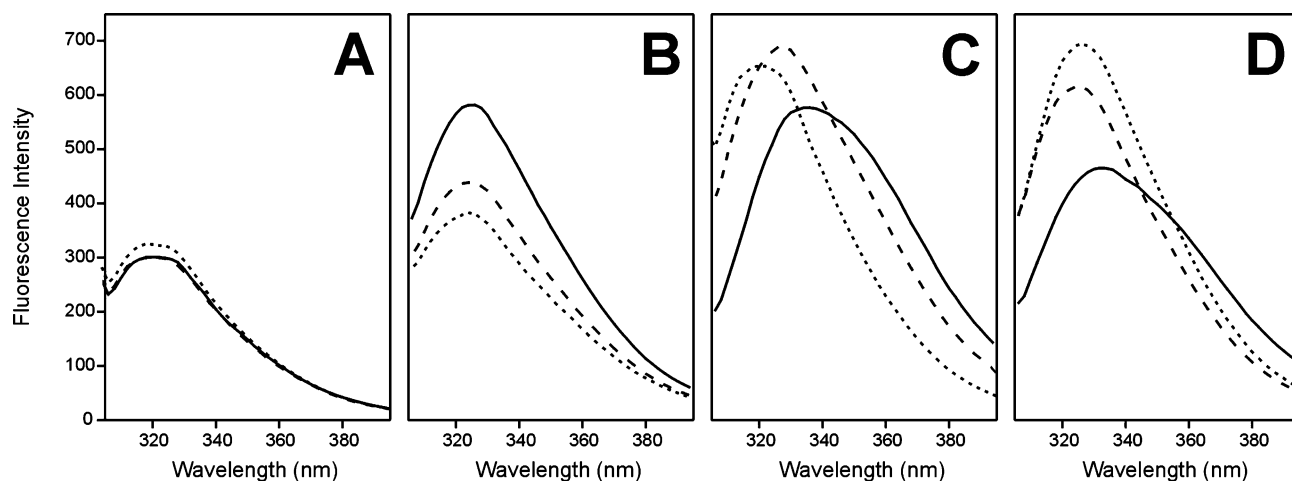 A B C D
Fluorescence Intensity
700
600
500
400
300
200
100
0
320 340 360 380 320 340 360 380 320 340 360 380 320 340 360 380
Wavelength (nm) Wavelength (nm) Wavelength (nm) Wavelength (nm)